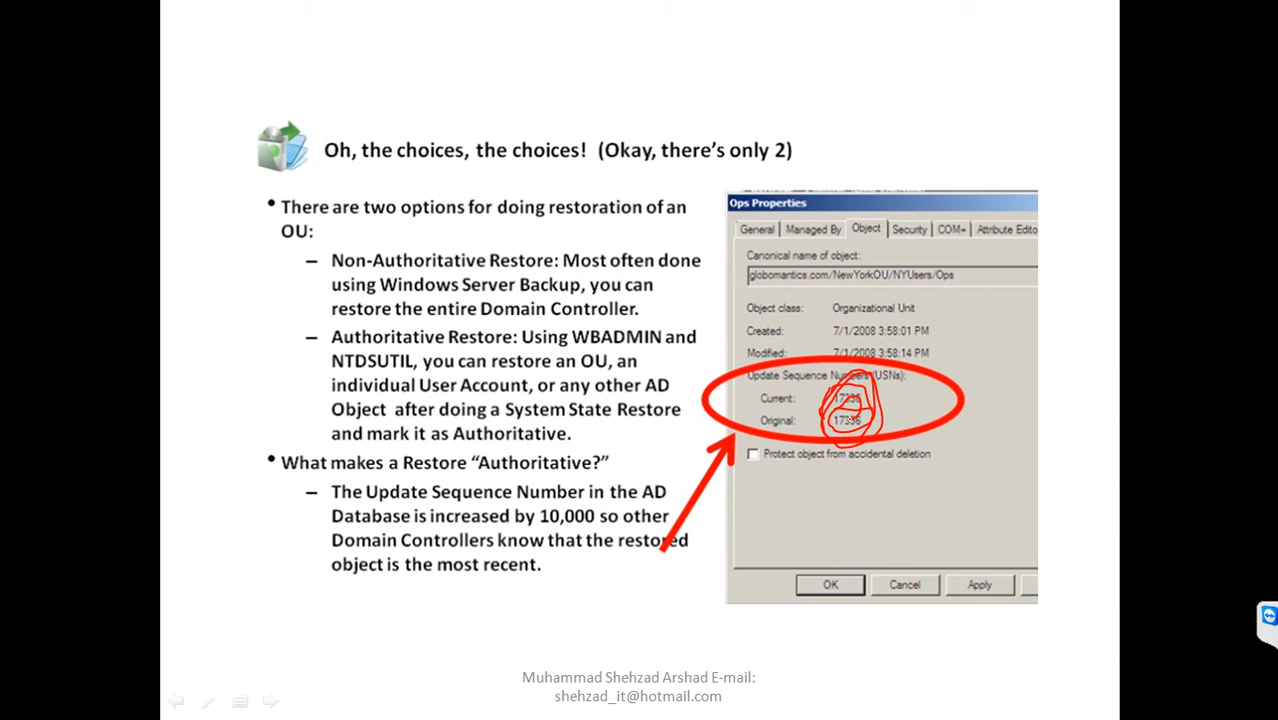 Oh, the choices, the choices! (Okay, there's only 2)
• There are two options for doing restoration of an
OU:
– Non-Authoritative Restore: Most often done
using Windows Server Backup, you can
restore the entire Domain Controller.
– Authoritative Restore: Using WBADMIN and
NTDSUTIL, you can restore an OU, an
individual User Account, or any other AD
Object after doing a System State Restore
and mark it as Authoritative.
• What makes a Restore “Authoritative?”
– The Update Sequence Number in the AD
Database is increased by 10,000 so other
Domain Controllers know that the restored
object is the most recent.
Ops Properties
General Managed By Object Security COM+ Attribute Edito
Canonical name of object:
globomantics.com/NewYorkOU/NYUsers/Ops
Object class: Organizational Unit
Created: 7/1/2008 3:58:01 PM
Modified: 7/1/2008 3:58:14 PM
Update Sequence Numbers (USNs):
Current:
Original:
Protect object from accidental deletion
OK Cancel Apply
Muhammad Shehzad Arshad E-mail:
shehzad_it@hotmail.com